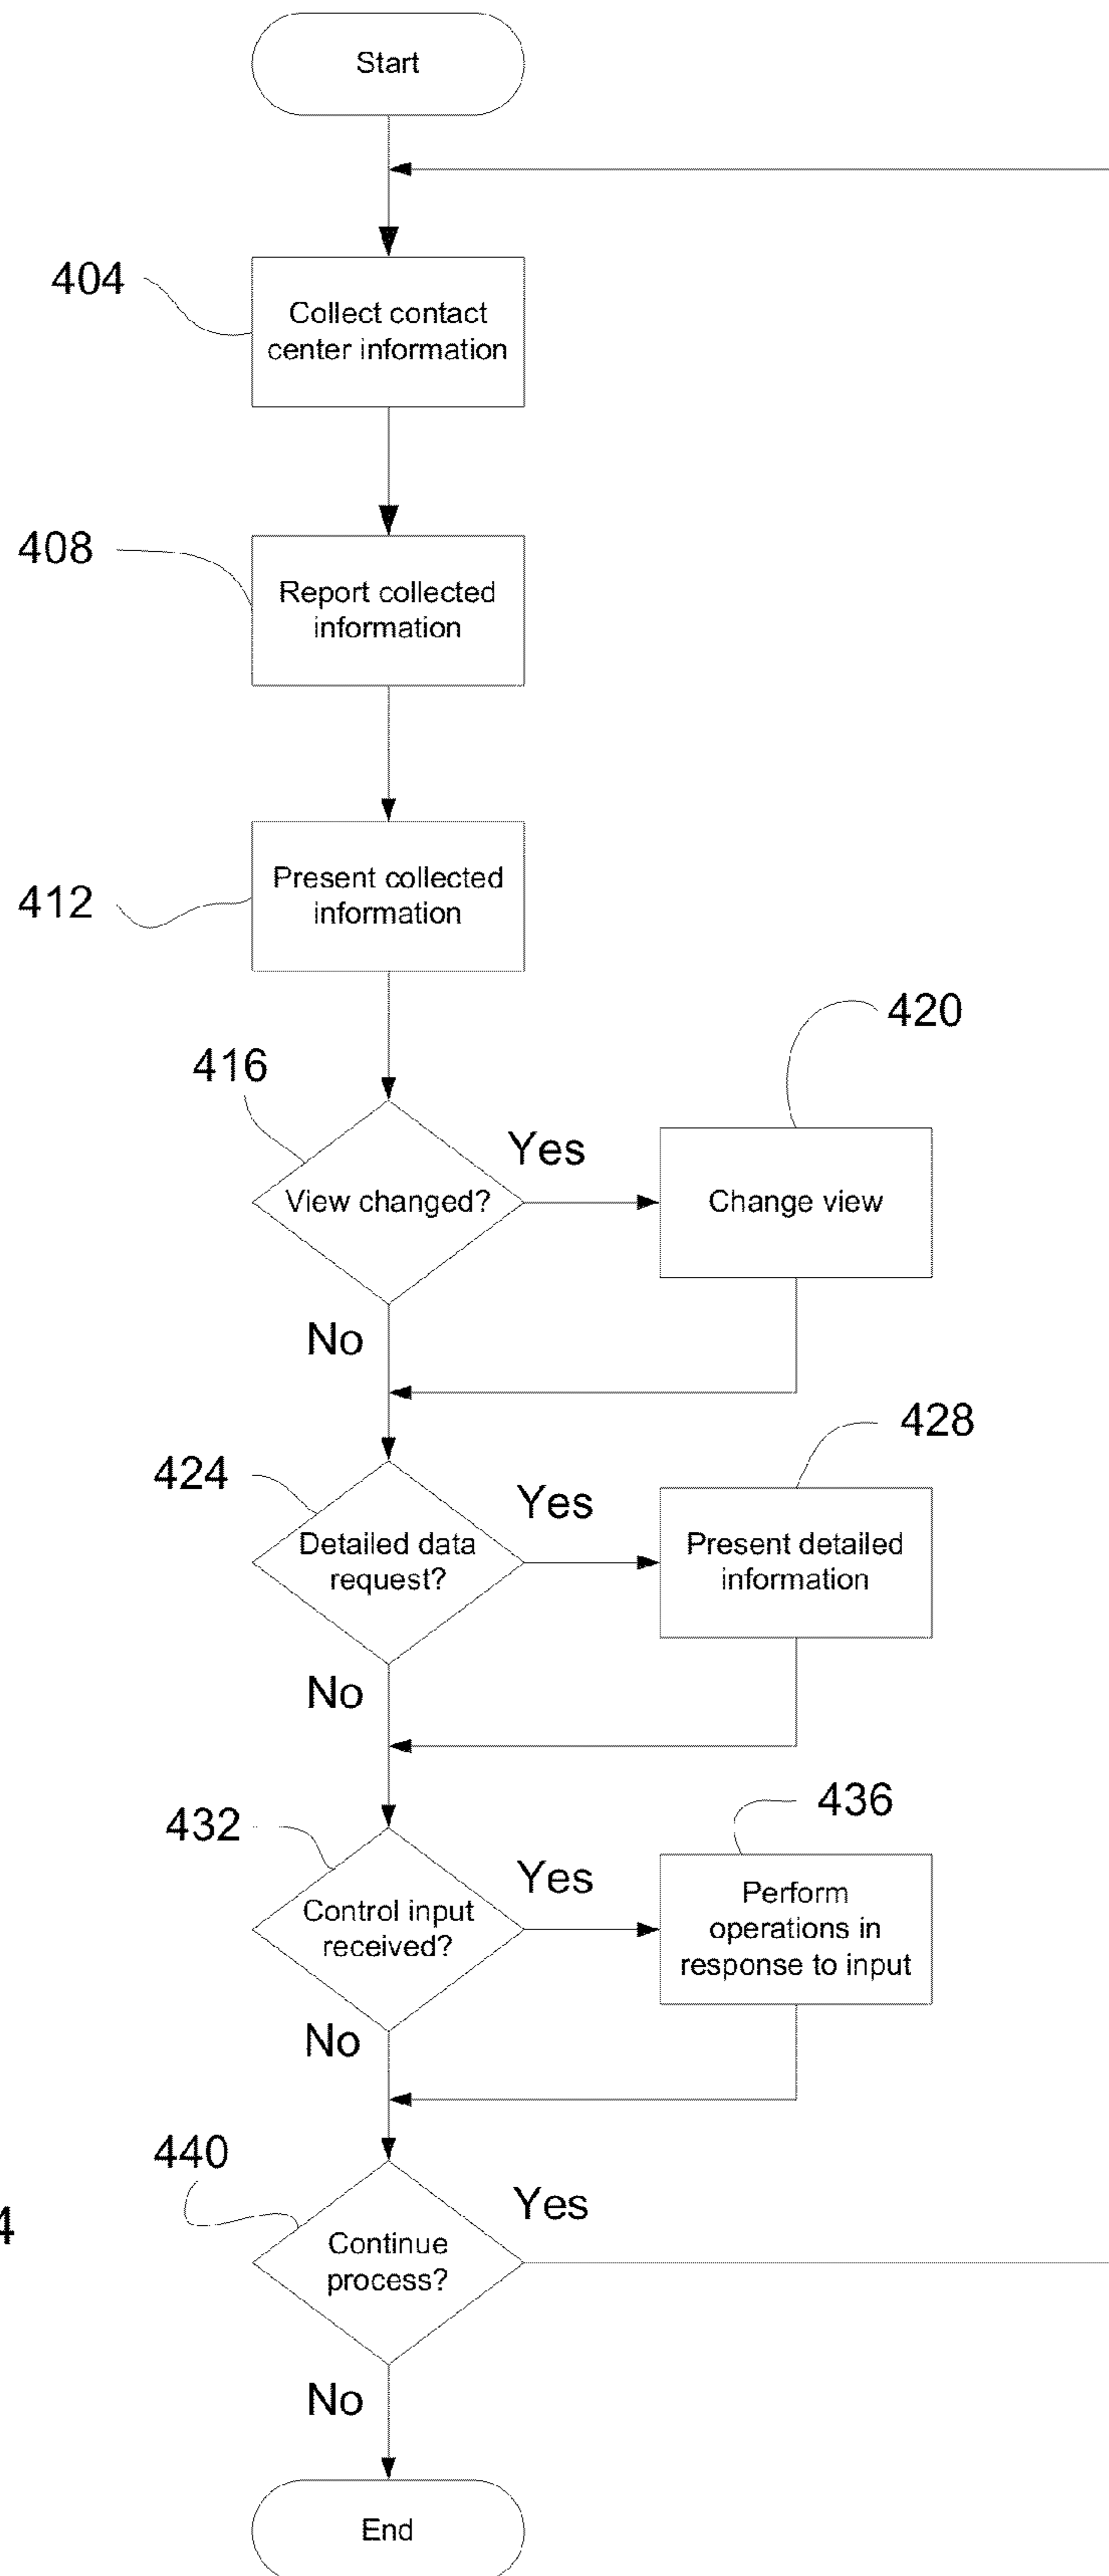 Start
404
Collect contact
center information
408
Report collected
information
412
Present collected
information
420
416
Yes
View changed?
Change view
No
428
424
Yes
Detailed data
request?
Present detailed
information
No
436
432
Yes
Control input
received?
Perform
operations in
response to input
No
440
Yes
4
Continue
process?
No
End